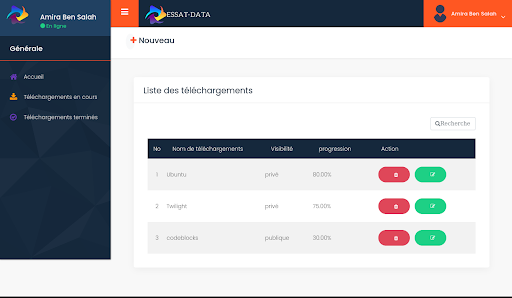 Amira Ben Salah
En ligne
ESSAT-DATA
Amira Ben Salah
Générale
Accueil
Téléchargements en cours
Téléchargements terminés
+ Nouveau
Liste des téléchargements
Recherche
No Nom de téléchargements Visibilité progression Action
1 Ubuntu privé 80.00%
2 Twilight privé 75.00%
3 codeblocks publique 30.00%